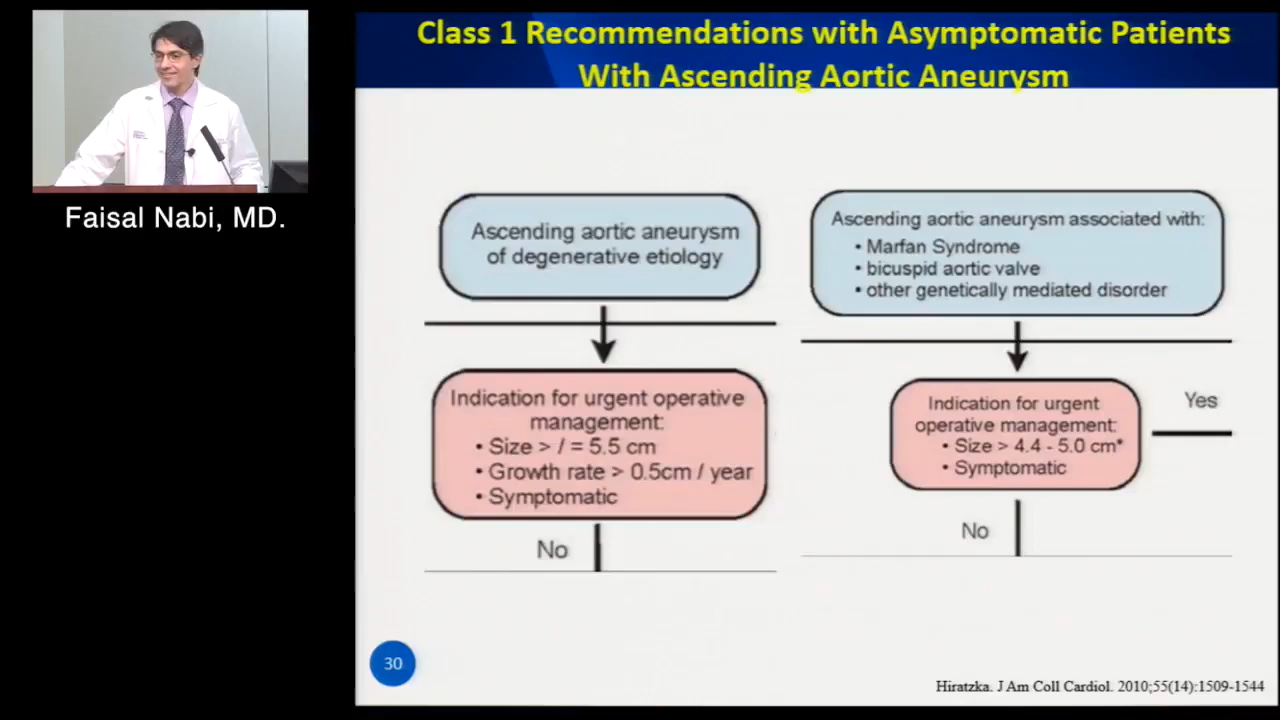 Class 1 Recommendations with Asymptomatic Patients
With Ascending Aortic Aneurysm
Faisal Nabi, MD.
Ascending aortic aneurysm
of degenerative etiology
Indication for urgent operative
management:
• Size > / = 5.5 cm
• Growth rate > 0.5cm / year
• Symptomatic
No
Ascending aortic aneurysm associated with:
• Marfan Syndrome
• bicuspid aortic valve
• other genetically mediated disorder
Indication for urgent
operative management:
• Size > 4.4 - 5.0 cm*
• Symptomatic
Yes
No
30
Hiratzka. J Am Coll Cardiol. 2010;55(14):1509-1544